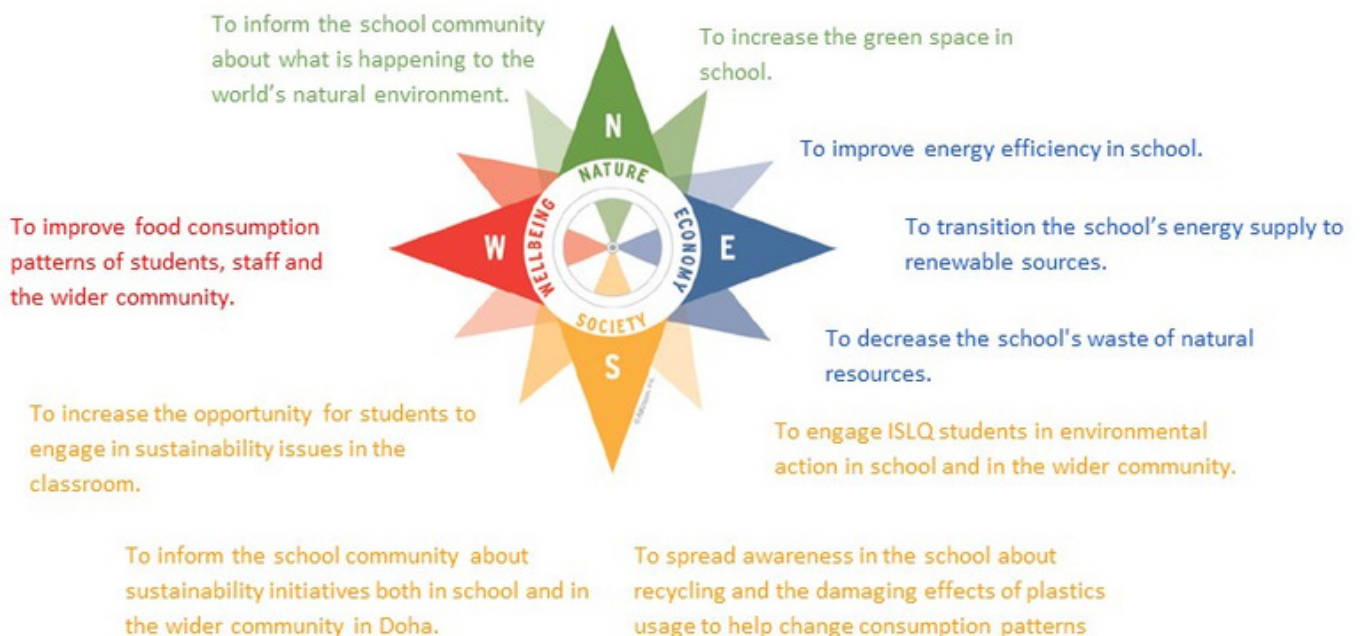 To inform the school community
about what is happening to the
world's natural environment.
To increase the green space in
school.
N
NATURE
To improve energy efficiency in school.
To improve food consumption
patterns of students, staff and
the wider community.
W
WELLBEING
ECONOMY
E
To transition the school's energy supply to
renewable sources.
SOCIETY
S
To decrease the school's waste of natural
resources.
To increase the opportunity for students to
engage in sustainability issues in the
classroom.
To engage ISLQ students in environmental
action in school and in the wider community.
To inform the school community about
sustainability initiatives both in school and in
the wider community in Doha.
To spread awareness in the school about
recycling and the damaging effects of plastics
usage to help change consumption patterns